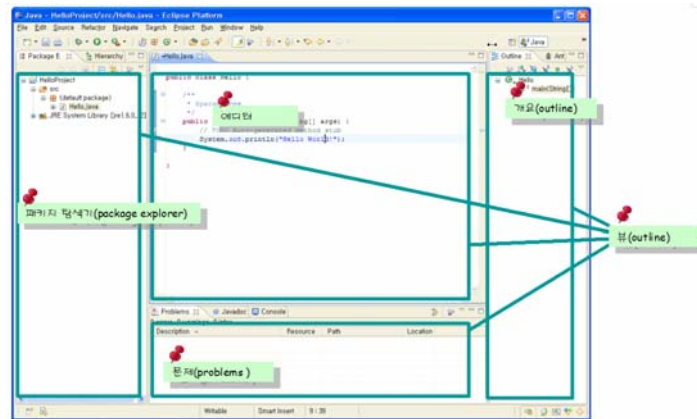 Java - HelloProject/src/Hello.java - Eclipse Platform
File Edit Source Refactor Navigate Search Project Run Window Help
Java
Package E Hierarchy
Hello.java
Outline Ant
HelloProject
src
(default package)
Hello.java
JRE System Library
public class Hello {
/**
*/
public args) {
System.out.println("Hello World!");
}
}
Hello
main(String[]
에디터
개요(outline)
패키지 탐색기(package explorer)
뷰(outline)
Problems Javadoc Console
Description Resource Path Location
문제(problems )
Writable Smart Insert 9 : 39